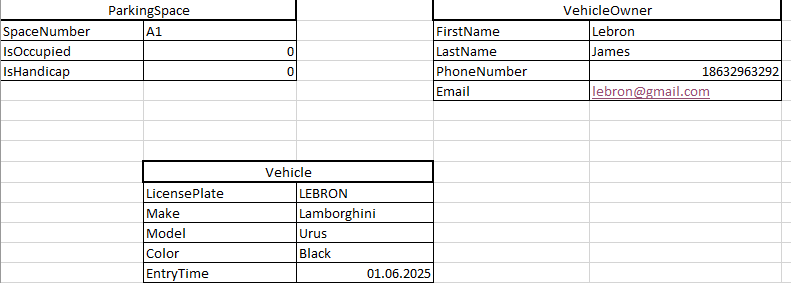 ParkingSpace VehicleOwner
SpaceNumber A1 FirstName Lebron
IsOccupied 0 LastName James
IsHandicap 0 PhoneNumber 18632963292
Email lebron@gmail.com
Vehicle
LicensePlate LEBRON
Make Lamborghini
Model Urus
Color Black
EntryTime 01.06.2025